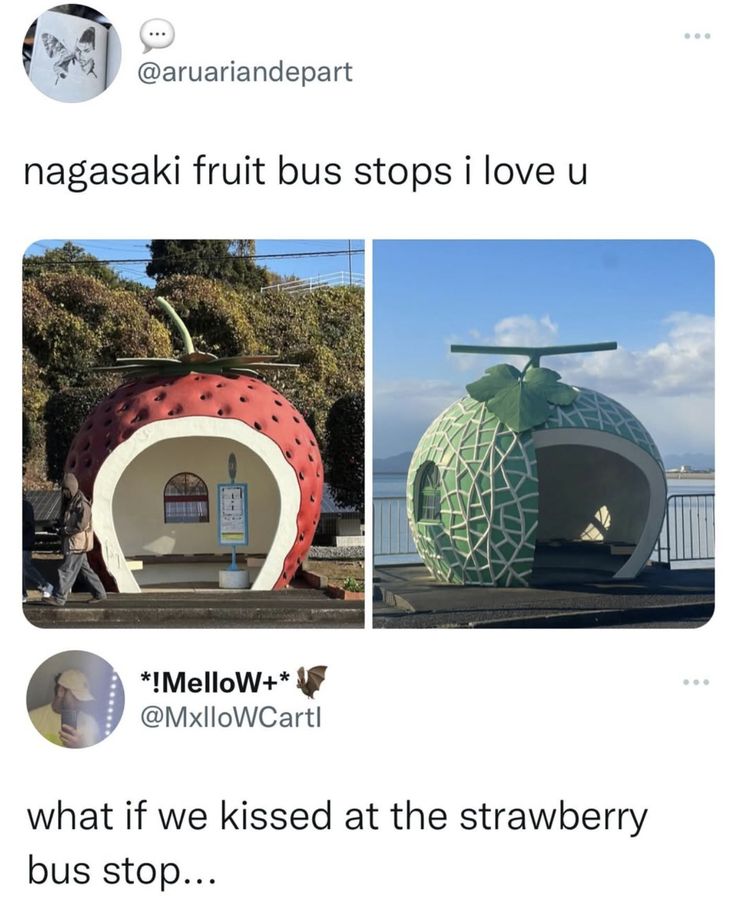 @aruariandepart
nagasaki fruit bus stops i love u
*!MelloW+*
@MxlloWCartl
what if we kissed at the strawberry
bus stop...